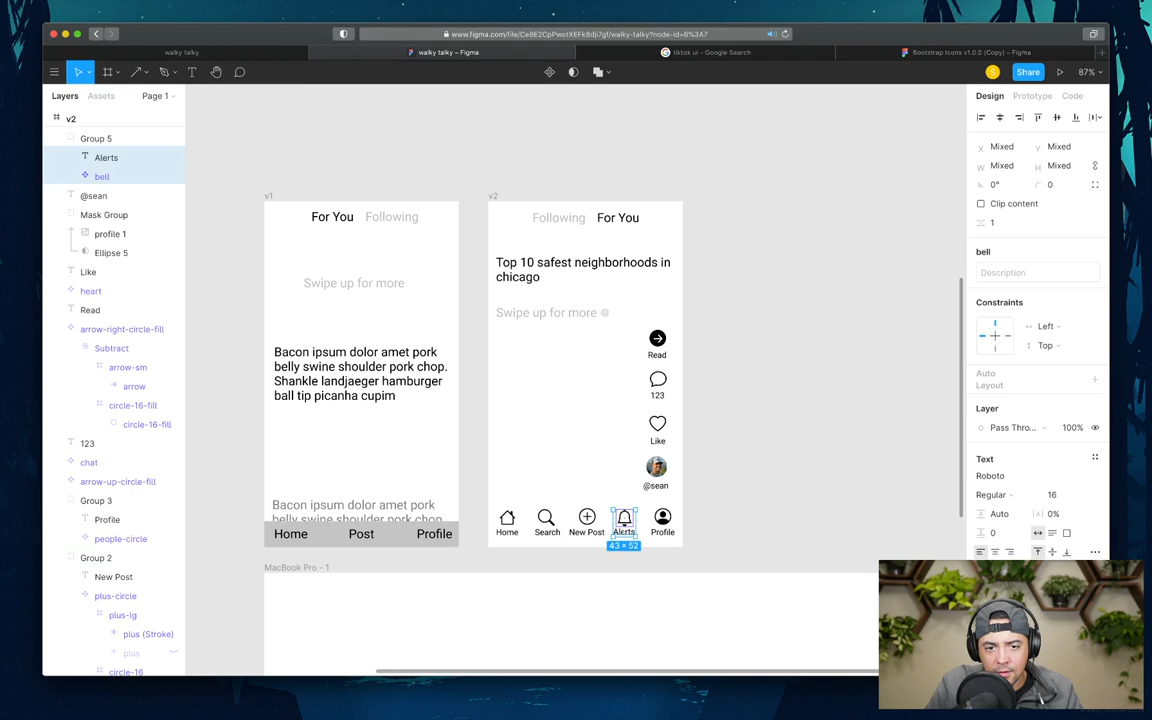 www.figma.com/file/Ce8E2CpPwotXEFk8dji7gf/walky-talky?node-id=6%3A7
walky talky
walky talky – Figma
tiktok ui - Google Search
Bootstrap Icons v1.0.0 (Copy) – Figma
S
Share
87%
Layers
Assets
Page 1
v2
Group 5
Alerts
bell
@sean
Mask Group
profile 1
Ellipse 5
Like
heart
Read
arrow-right-circle-fill
Subtract
arrow-sm
arrow
circle-16-fill
circle-16-fill
123
chat
arrow-up-circle-fill
Group 3
Profile
people-circle
Group 2
New Post
plus-circle
plus-lg
plus (Stroke)
plus
circle-16
v1
For You Following
Swipe up for more
Bacon ipsum dolor amet pork
belly swine shoulder pork chop.
Shankle landjaeger hamburger
ball tip picanha cupim
Bacon ipsum dolor amet pork
belly swine shoulder pork chop
Home Post Profile
v2
Following For You
Top 10 safest neighborhoods in
chicago
Swipe up for more
Read
123
Like
@sean
Home Search New Post Alerts Profile
43 × 52
MacBook Pro - 1
Design Prototype Code
X Mixed Y Mixed
W Mixed H Mixed
0° 0
Clip content
1
bell
Description
Constraints
Left
Top
Auto
Layout
Layer
Pass Thro... 100%
Text
Roboto
Regular 16
Auto |A| 0%
0